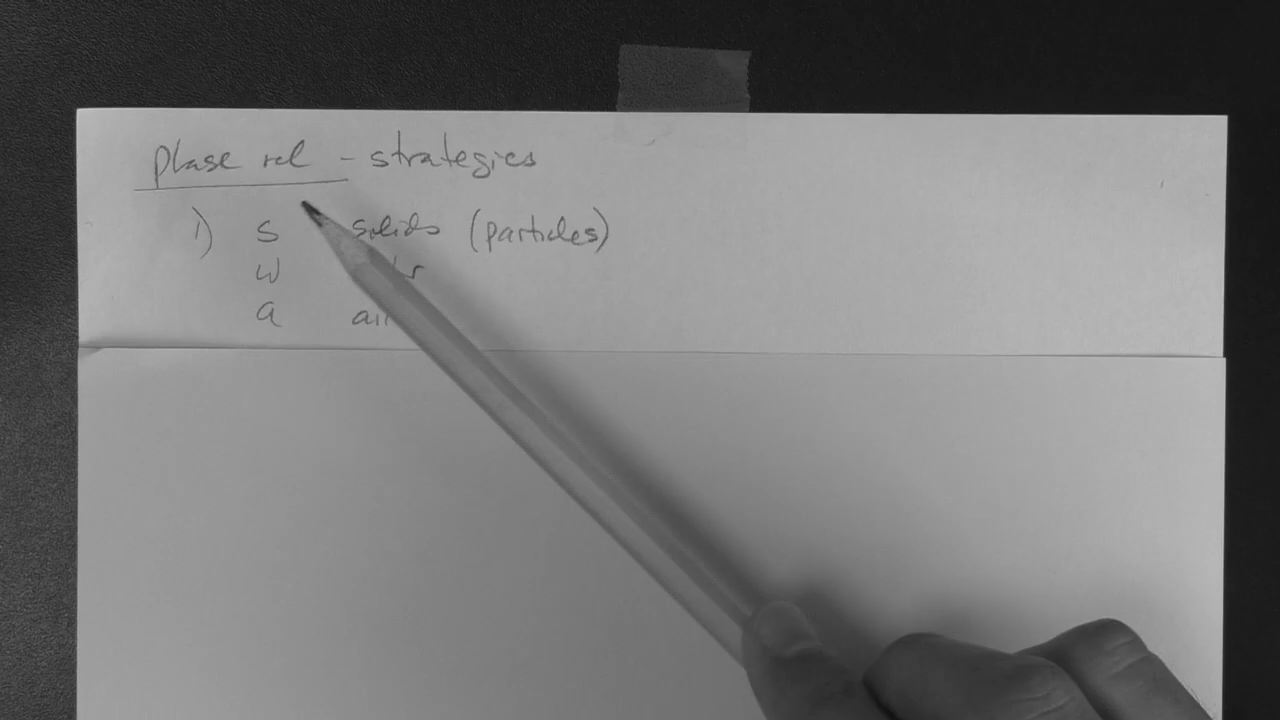 phase rel - strategies
1) s solids (particles)
w
a